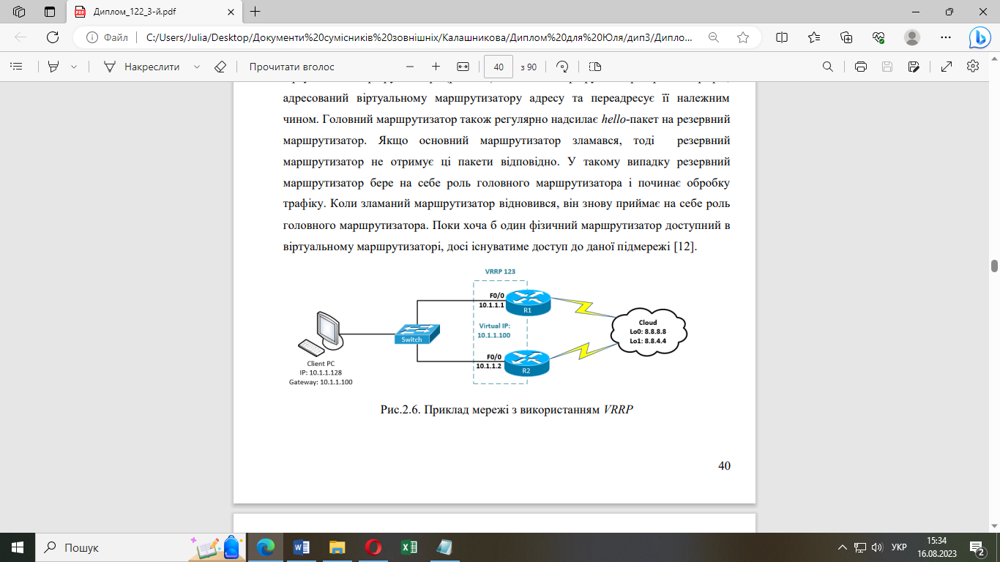 Диплом_122_3-й.pdf
Файл
C:/Users/Julia/Desktop/Документи%20сумісників%20зовнішніх/Калашникова/Диплом%20для%20Юля/дип3/Дипло...
Накреслити
Прочитати вголос
40
з 90
адресований віртуальному маршрутизатору адресу та переадресує її належним
чином. Головний маршрутизатор також регулярно надсилає hello-пакет на резервний
маршрутизатор. Якщо основний маршрутизатор зламався, тоді резервний
маршрутизатор не отримує ці пакети відповідно. У такому випадку резервний
маршрутизатор бере на себе роль головного маршрутизатора і починає обробку
трафіку. Коли зламаний маршрутизатор відновився, він знову приймає на себе роль
головного маршрутизатора. Поки хоча б один фізичний маршрутизатор доступний в
віртуальному маршрутизаторі, досі існуватиме доступ до даної підмережі [12].
VRRP 123
F0/0
10.1.1.1
R1
Switch
Virtual IP:
10.1.1.100
Cloud
Lo0: 8.8.8.8
Lo1: 8.8.4.4
F0/0
10.1.1.2
R2
Client PC
IP: 10.1.1.128
Gateway: 10.1.1.100
Рис.2.6. Приклад мережі з використанням VRRP
40
Пошук
УКР
15:34
16.08.2023
2